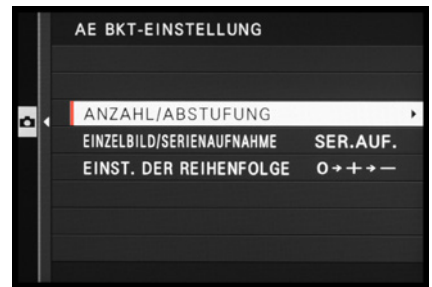 AE BKT-EINSTELLUNG
ANZAHL/ABSTUFUNG
EINZELBILD/SERIENAUFNAHME SER.AUF.
EINST. DER REIHENFOLGE 0→+→−